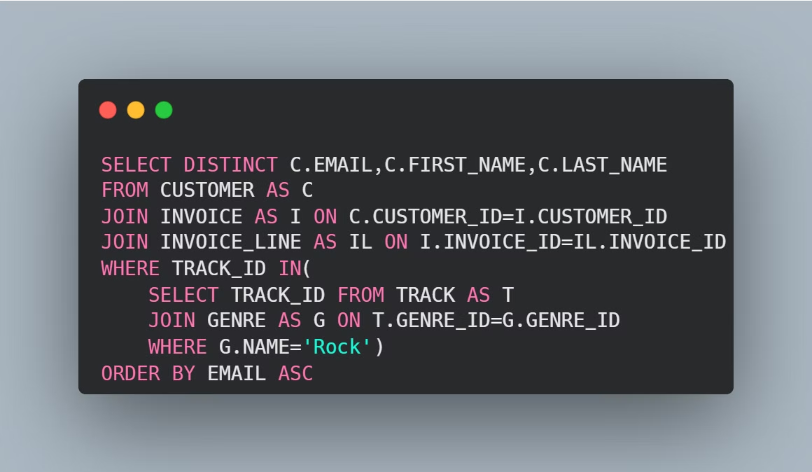 SELECT DISTINCT C.EMAIL,C.FIRST_NAME,C.LAST_NAME
FROM CUSTOMER AS C
JOIN INVOICE AS I ON C.CUSTOMER_ID=I.CUSTOMER_ID
JOIN INVOICE_LINE AS IL ON I.INVOICE_ID=IL.INVOICE_ID
WHERE TRACK_ID IN(
    SELECT TRACK_ID FROM TRACK AS T
    JOIN GENRE AS G ON T.GENRE_ID=G.GENRE_ID
    WHERE G.NAME='Rock')
ORDER BY EMAIL ASC